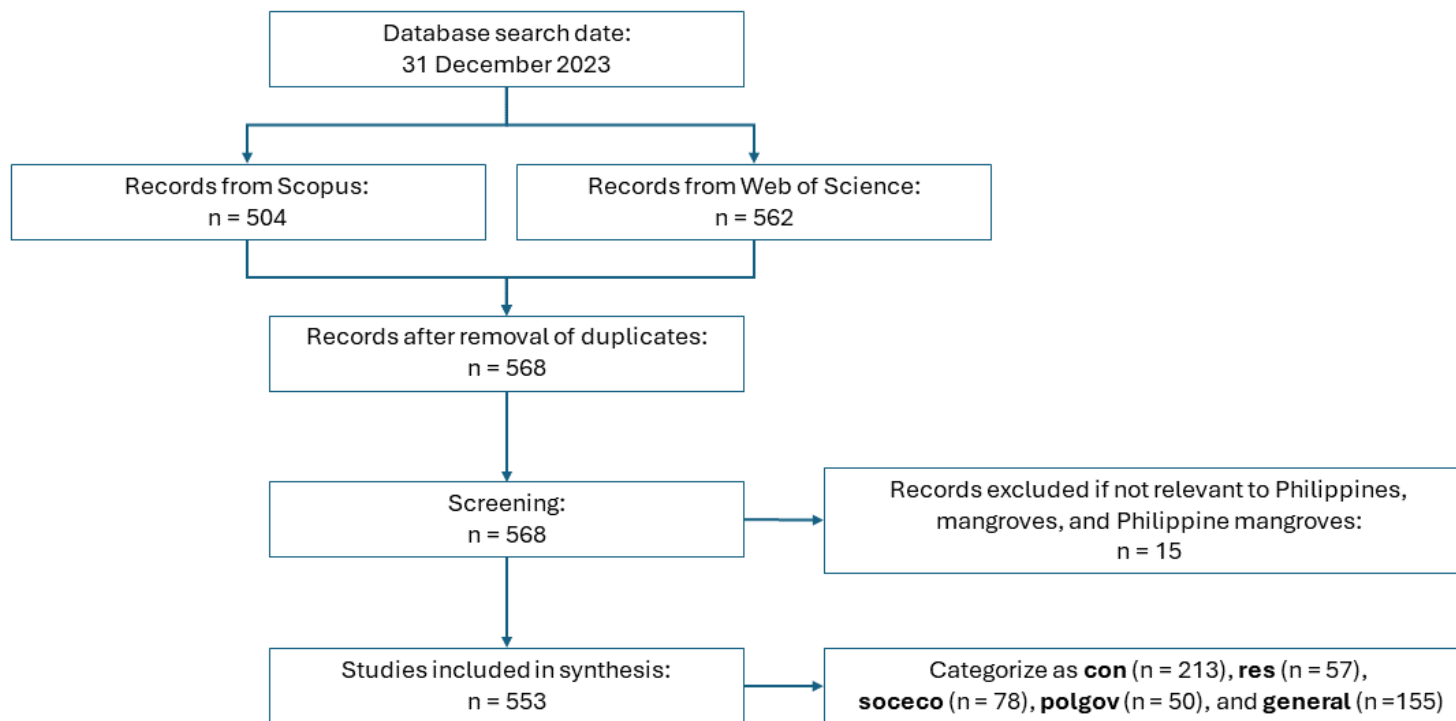 Database search date:
31 December 2023
Records from Scopus:
n = 504
Records from Web of Science:
n = 562
Records after removal of duplicates:
n = 568
Screening:
n = 568
Records excluded if not relevant to Philippines,
mangroves, and Philippine mangroves:
n = 15
Studies included in synthesis:
n = 553
Categorize as con (n = 213), res (n = 57),
soceco (n = 78), polgov (n = 50), and general (n =155)